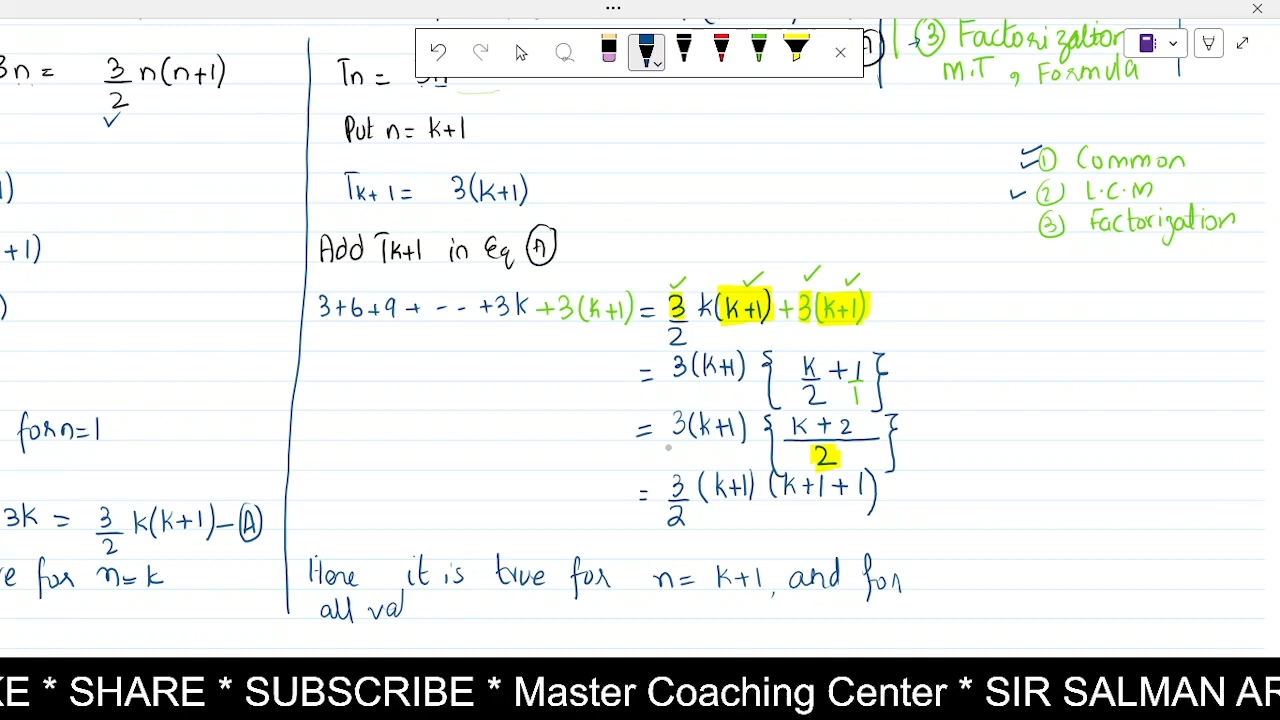 3n = 3/2 n(n+1)
1)
+1)
)
for n=1
3K = 3/2 k(k+1) – (A)
e for n=k
Tn = 3n
Put n= k+1
Tk+1 = 3(k+1)
Add Tk+1 in Eq (A)
3+6+9+ -- +3k +3(k+1) = 3/2 k(k+1) + 3(k+1)
= 3(k+1) { k/2 + 1/1 }
= 3(k+1) { k+2/2 }
= 3/2 (k+1) (k+1+1)
Here it is true for n= k+1, and for
all val
→ (3) Factorization
M.T , Formula
(1) Common
(2) L.C.M
(3) Factorization
KE * SHARE * SUBSCRIBE * Master Coaching Center * SIR SALMAN AR